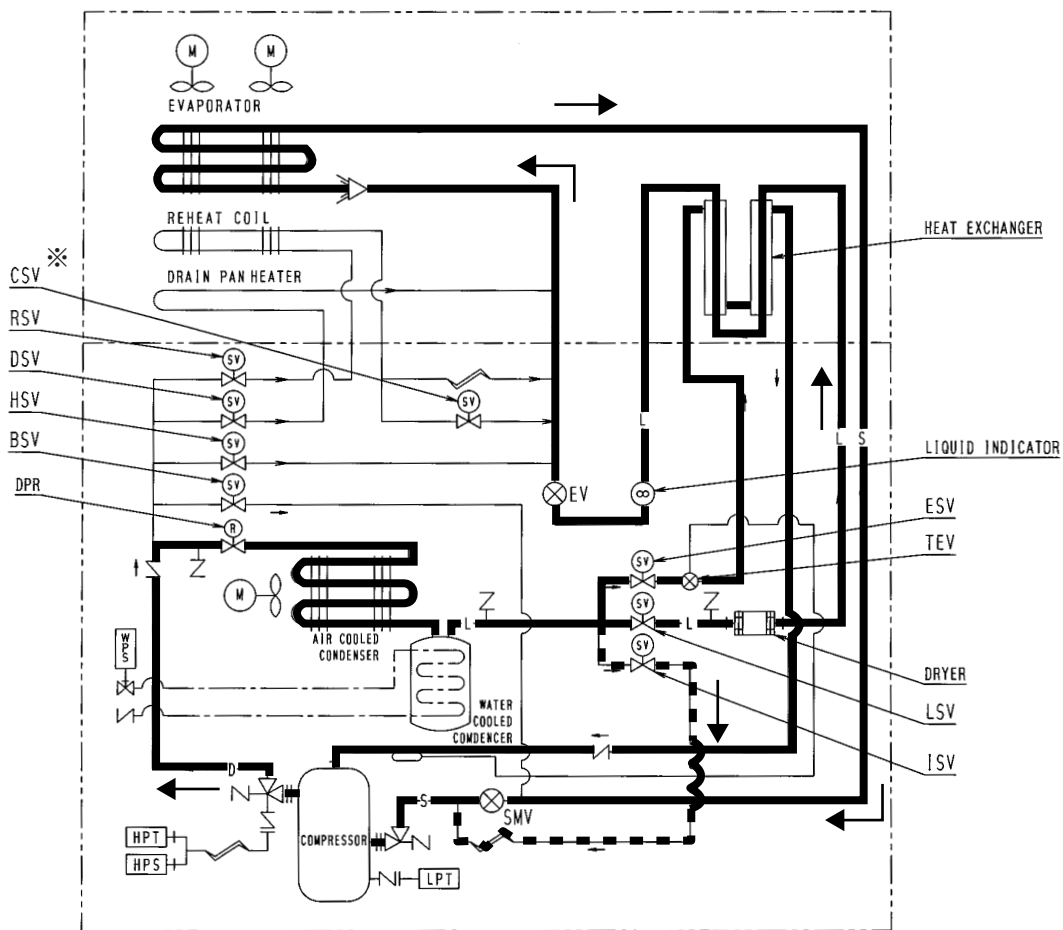 M
M
EVAPORATOR
REHEAT COIL
HEAT EXCHANGER
※
CSV
DRAIN PAN HEATER
RSV
SV
DSV
SV
SV
HSV
L
L
S
SV
BSV
LIQUID INDICATOR
SV
DPR
EV
∞
ESV
R
TEV
SV
M
SV
L
L
AIR COOLED
CONDENSER
WPS
SV
DRYER
WATER
COOLED
COMDENCER
LSV
ISV
D
S
SMV
HPT
COMPRESSOR
HPS
LPT